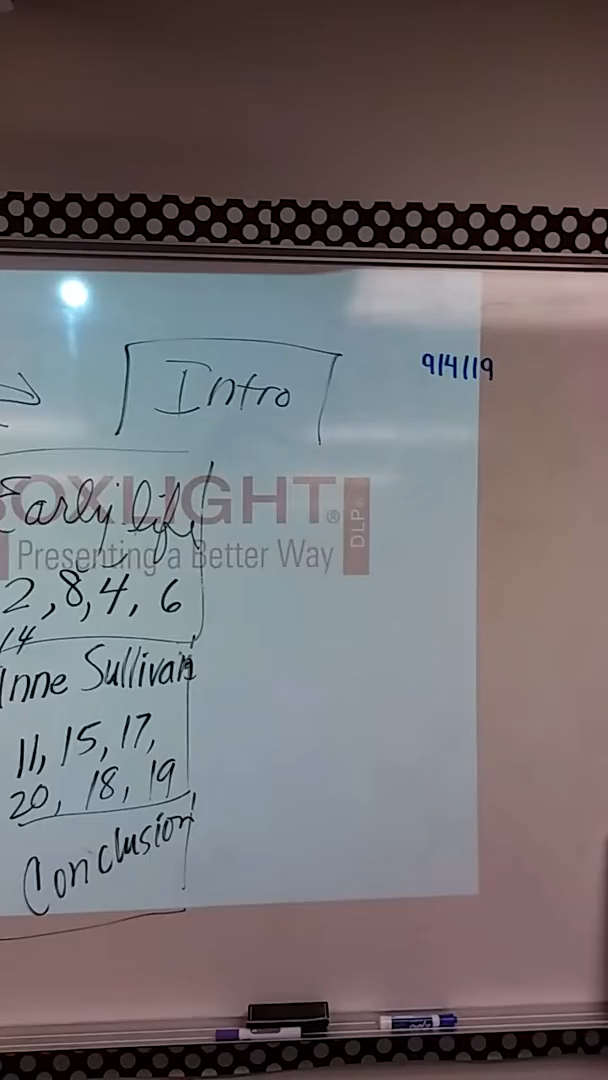 Intro
9/4/19
BOXLIGHT® DLP®
Presenting a Better Way
Early life
2, 8, 4, 6
14
Anne Sullivan
11, 15, 17,
20, 18, 19
Conclusion